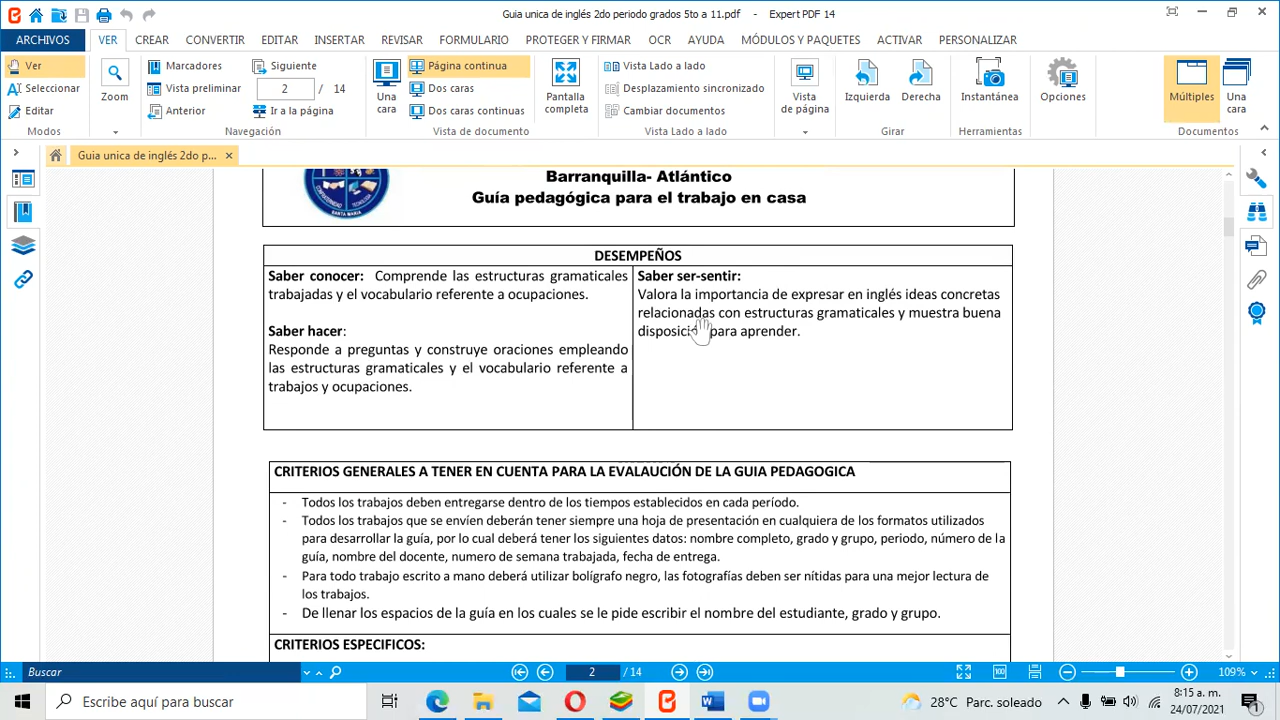 Guia unica de inglés 2do periodo grados 5to a 11.pdf - Expert PDF 14
ARCHIVOS VER CREAR CONVERTIR EDITAR INSERTAR REVISAR FORMULARIO PROTEGER Y FIRMAR OCR AYUDA MÓDULOS Y PAQUETES ACTIVAR PERSONALIZAR
Ver
Seleccionar
Editar
Modos
Zoom
Marcadores
Vista preliminar
Anterior
Siguiente
2 / 14
Ir a la página
Navegación
Una cara
Página continua
Dos caras
Dos caras continuas
Vista de documento
Pantalla completa
Vista Lado a lado
Desplazamiento sincronizado
Cambiar documentos
Vista Lado a lado
Vista de página
Izquierda
Derecha
Girar
Instantánea
Herramientas
Opciones
Múltiples
Una cara
Documentos
Guia unica de inglés 2do p...
SANTA MARIA
Barranquilla- Atlántico
Guía pedagógica para el trabajo en casa
DESEMPEÑOS
Saber conocer: Comprende las estructuras gramaticales
trabajadas y el vocabulario referente a ocupaciones.
Saber hacer:
Responde a preguntas y construye oraciones empleando
las estructuras gramaticales y el vocabulario referente a
trabajos y ocupaciones.
Saber ser-sentir:
Valora la importancia de expresar en inglés ideas concretas
relacionadas con estructuras gramaticales y muestra buena
disposición para aprender.
CRITERIOS GENERALES A TENER EN CUENTA PARA LA EVALAUCIÓN DE LA GUIA PEDAGOGICA
- Todos los trabajos deben entregarse dentro de los tiempos establecidos en cada período.
- Todos los trabajos que se envíen deberán tener siempre una hoja de presentación en cualquiera de los formatos utilizados
para desarrollar la guía, por lo cual deberá tener los siguientes datos: nombre completo, grado y grupo, periodo, número de la
guía, nombre del docente, numero de semana trabajada, fecha de entrega.
- Para todo trabajo escrito a mano deberá utilizar bolígrafo negro, las fotografías deben ser nítidas para una mejor lectura de
los trabajos.
- De llenar los espacios de la guía en los cuales se le pide escribir el nombre del estudiante, grado y grupo.
CRITERIOS ESPECIFICOS:
Buscar
2 / 14
109%
Escribe aquí para buscar
28°C Parc. soleado
8:15 a. m.
24/07/2021